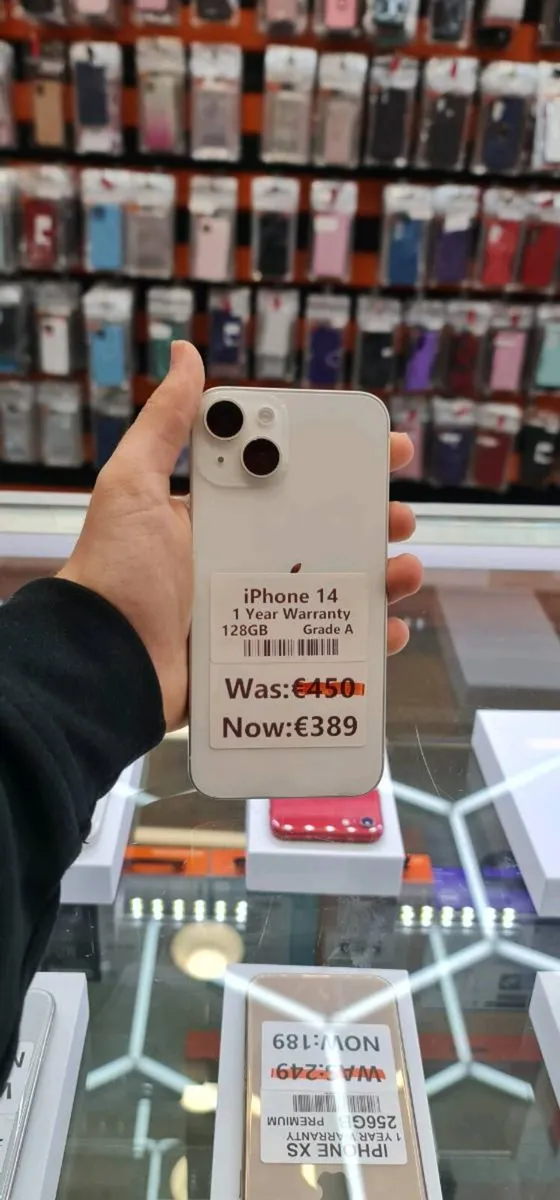 iPhone 14
1 Year Warranty
128GB Grade A
Was:€450
Now:€389
IPHONE XS
1 YEAR WARRANTY
256GB PREMIUM
WAS:249
NOW:189